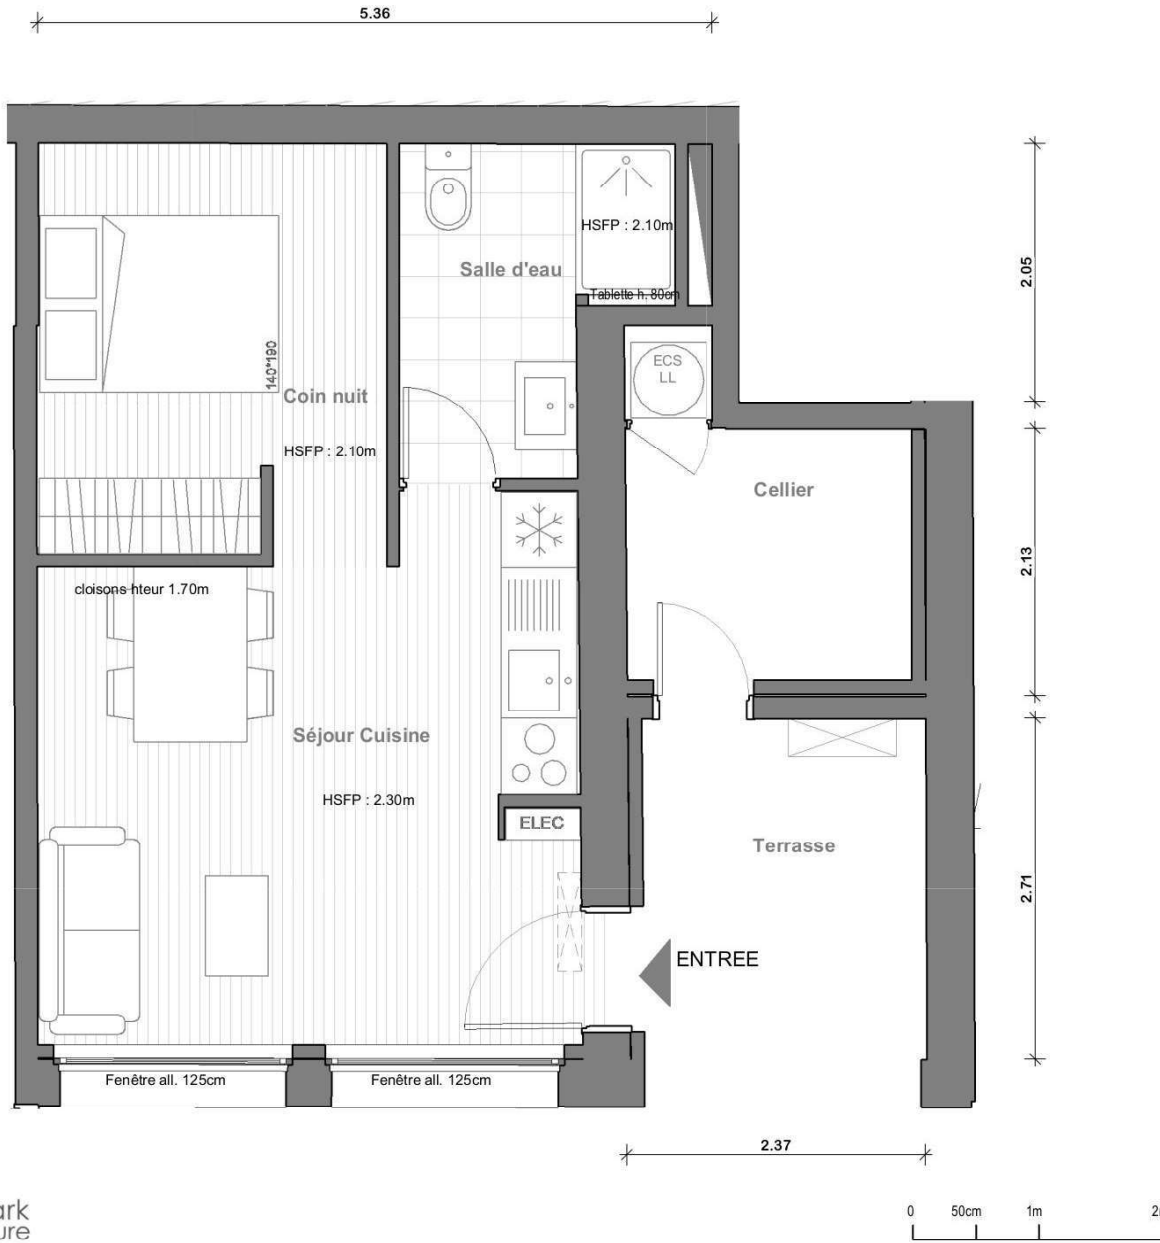 5.36
HSFP : 2.10m
Salle d'eau
2.05
Tablette h. 80cm
140*190
ECS
LL
Coin nuit
HSFP : 2.10m
Cellier
2.13
cloisons hteur 1.70m
Séjour Cuisine
HSFP : 2.30m
ELEC
Terrasse
2.71
ENTREE
Fenêtre all. 125cm
Fenêtre all. 125cm
2.37
0 50cm 1m